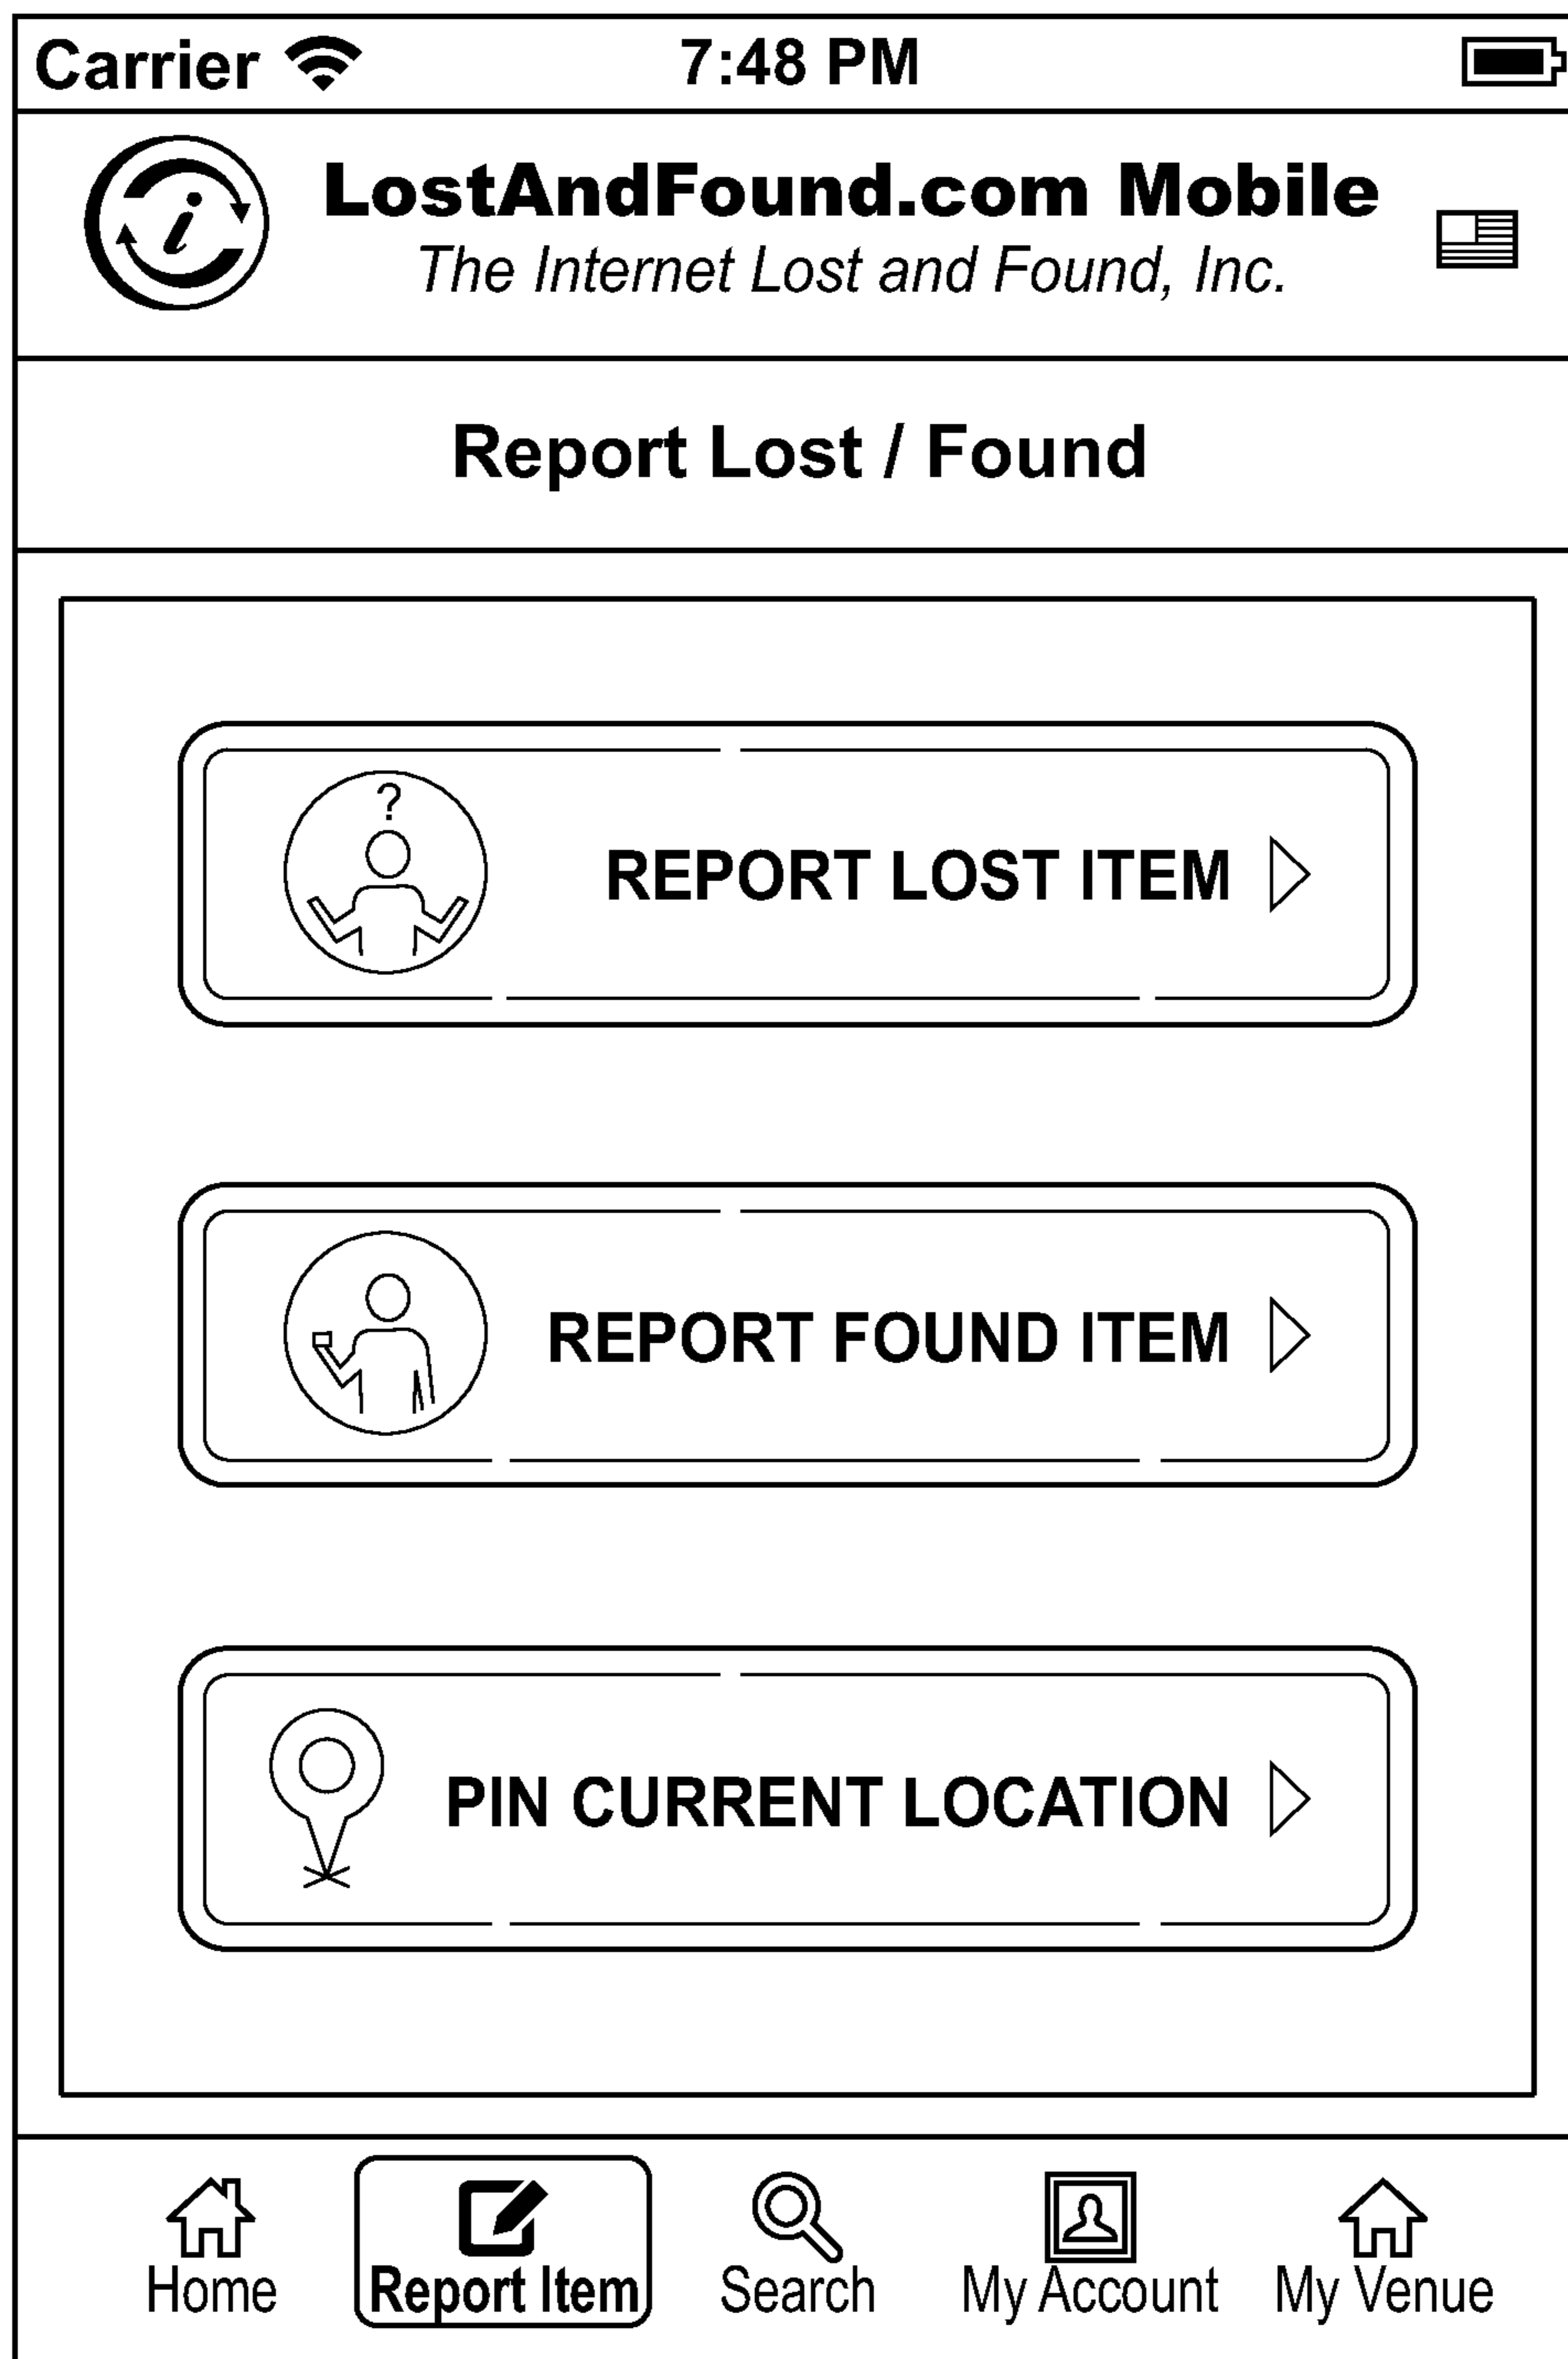 Carrier 7:48 PM
i
LostAndFound.com Mobile
The Internet Lost and Found, Inc.
Report Lost / Found
?
REPORT LOST ITEM
REPORT FOUND ITEM
PIN CURRENT LOCATION
Home Report Item Search My Account My Venue